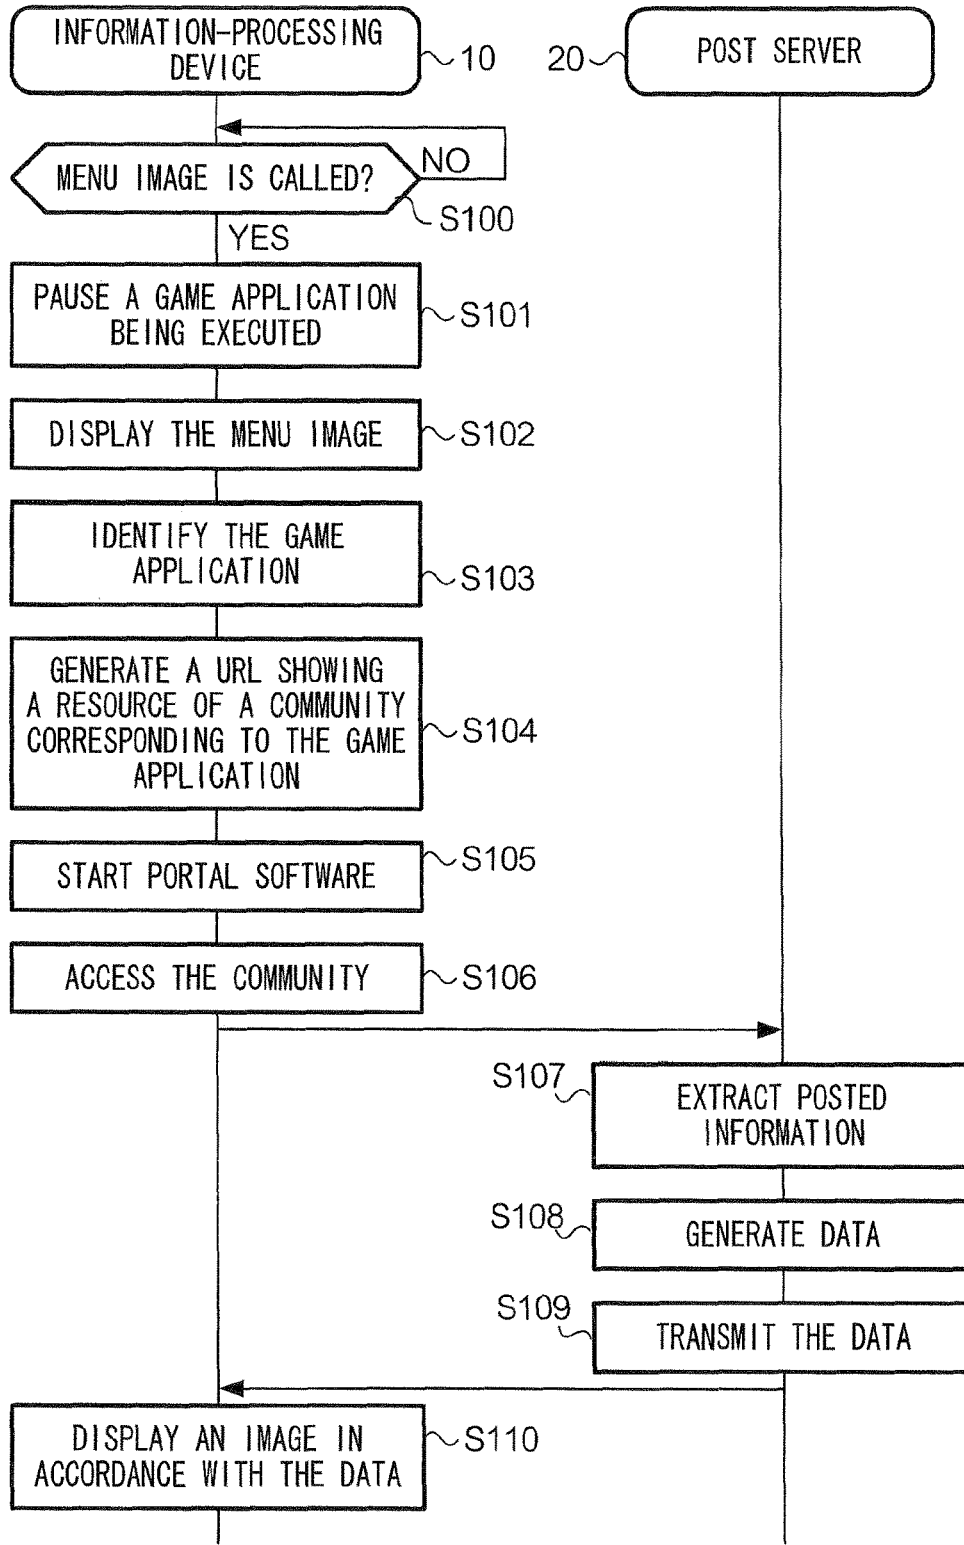 INFORMATION-PROCESSING
DEVICE
10
20
POST SERVER
MENU IMAGE IS CALLED?
NO
S100
YES
PAUSE A GAME APPLICATION
BEING EXECUTED
S101
DISPLAY THE MENU IMAGE
S102
IDENTIFY THE GAME
APPLICATION
S103
GENERATE A URL SHOWING
A RESOURCE OF A COMMUNITY
CORRESPONDING TO THE GAME
APPLICATION
S104
START PORTAL SOFTWARE
S105
ACCESS THE COMMUNITY
S106
S107
EXTRACT POSTED
INFORMATION
S108
GENERATE DATA
S109
TRANSMIT THE DATA
DISPLAY AN IMAGE IN
ACCORDANCE WITH THE DATA
S110